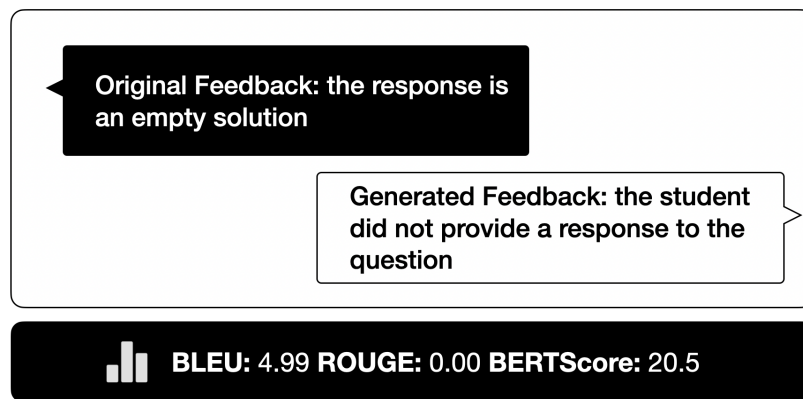 Original Feedback: the response is
an empty solution
Generated Feedback: the student
did not provide a response to the
question
BLEU: 4.99 ROUGE: 0.00 BERTScore: 20.5